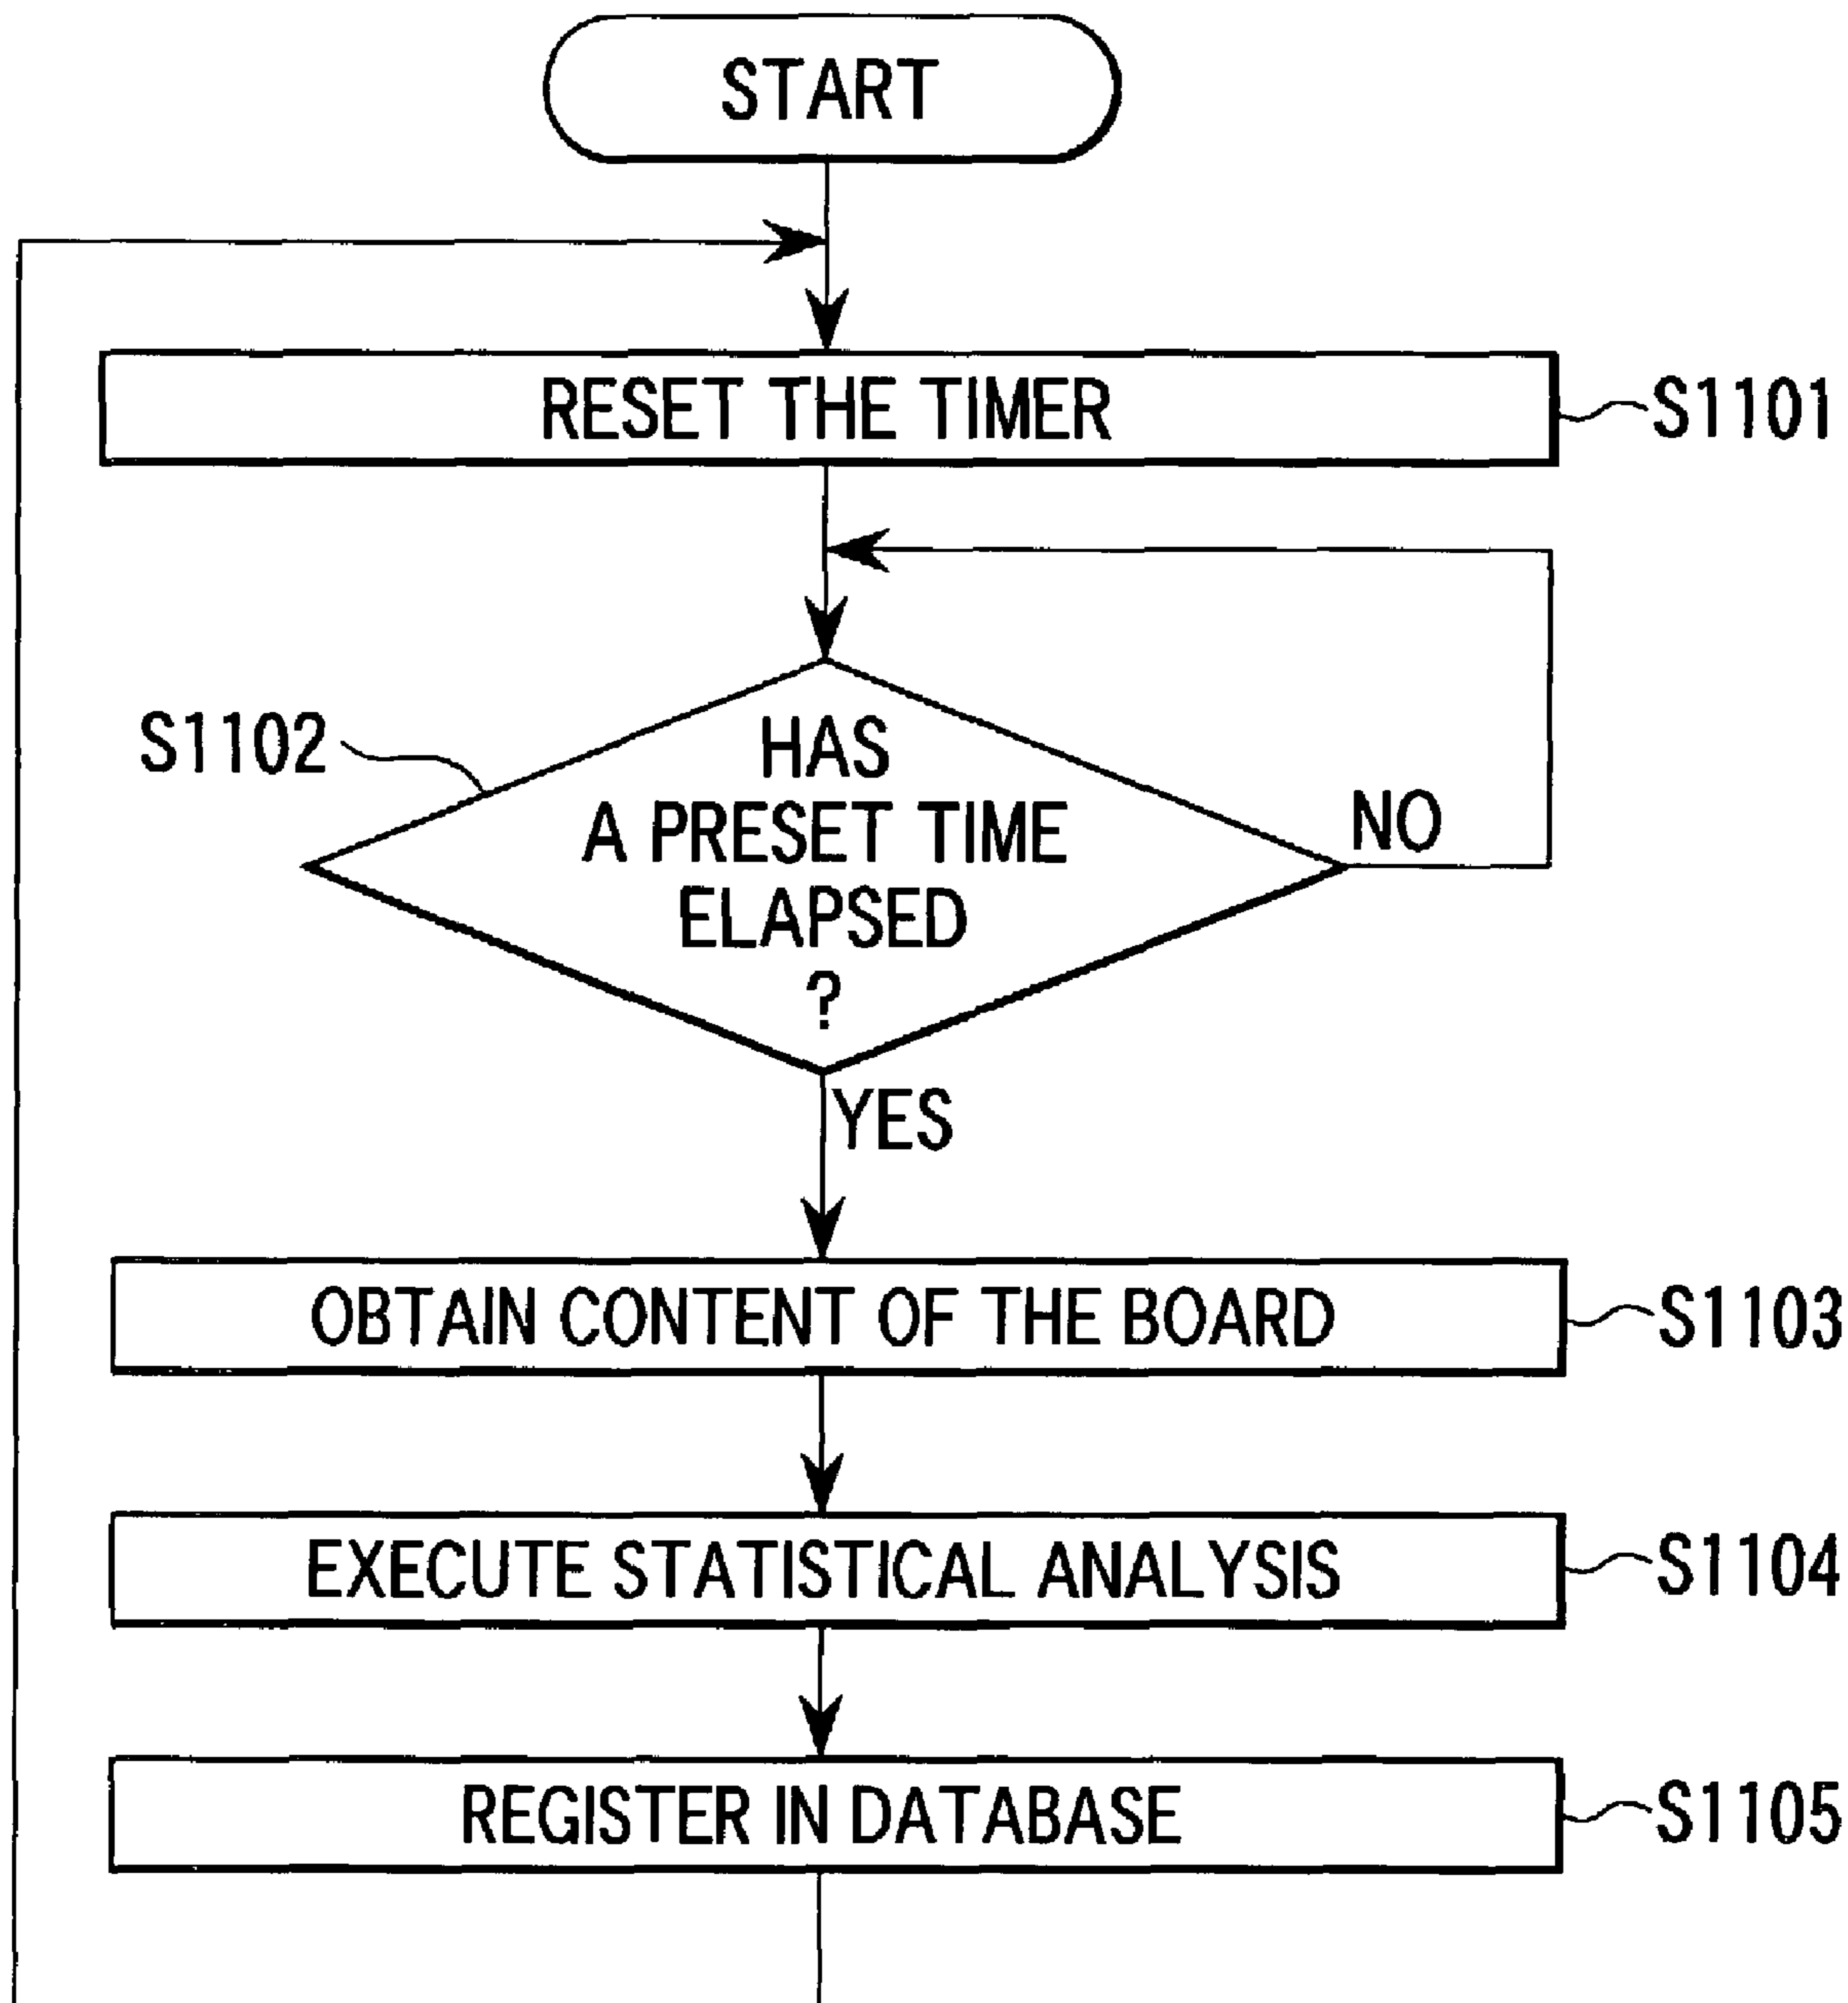 START
RESET THE TIMER
S1101
S1102
HAS
A PRESET TIME
ELAPSED
?
NO
YES
OBTAIN CONTENT OF THE BOARD
S1103
EXECUTE STATISTICAL ANALYSIS
S1104
REGISTER IN DATABASE
S1105